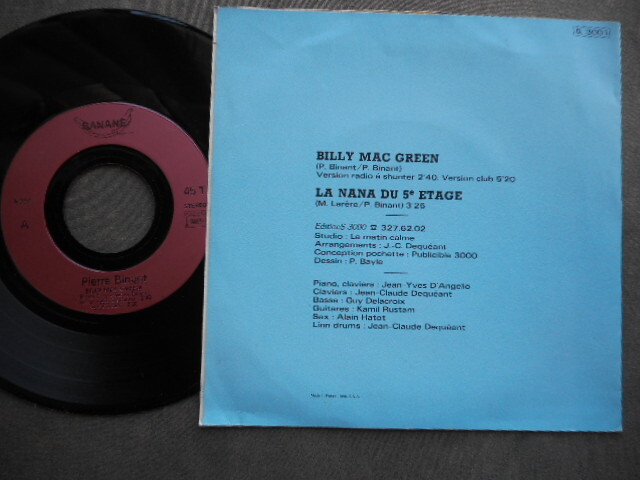 BANANE
45 T
A
Pierre Binant
BILLY MAC GREEN
(P. Binant/P. Binant)
Version radio à shunter 2'40. Version club 5'20
LA NANA DU 5e ETAGE
(M. Larère/P. Binant) 3'25
Editions 3000 ☎ 327.62.02
Studio : Le matin calme
Arrangements : J.-C. Dequéant
Conception pochette : Publicible 3000
Dessin : P. Bayle
Piano, claviers : Jean-Yves D'Angelo
Claviers : Jean-Claude Dequéant
Basse : Guy Delacroix
Guitares : Kamil Rustam
Sax : Alain Hatot
Linn drums : Jean-Claude Dequéant